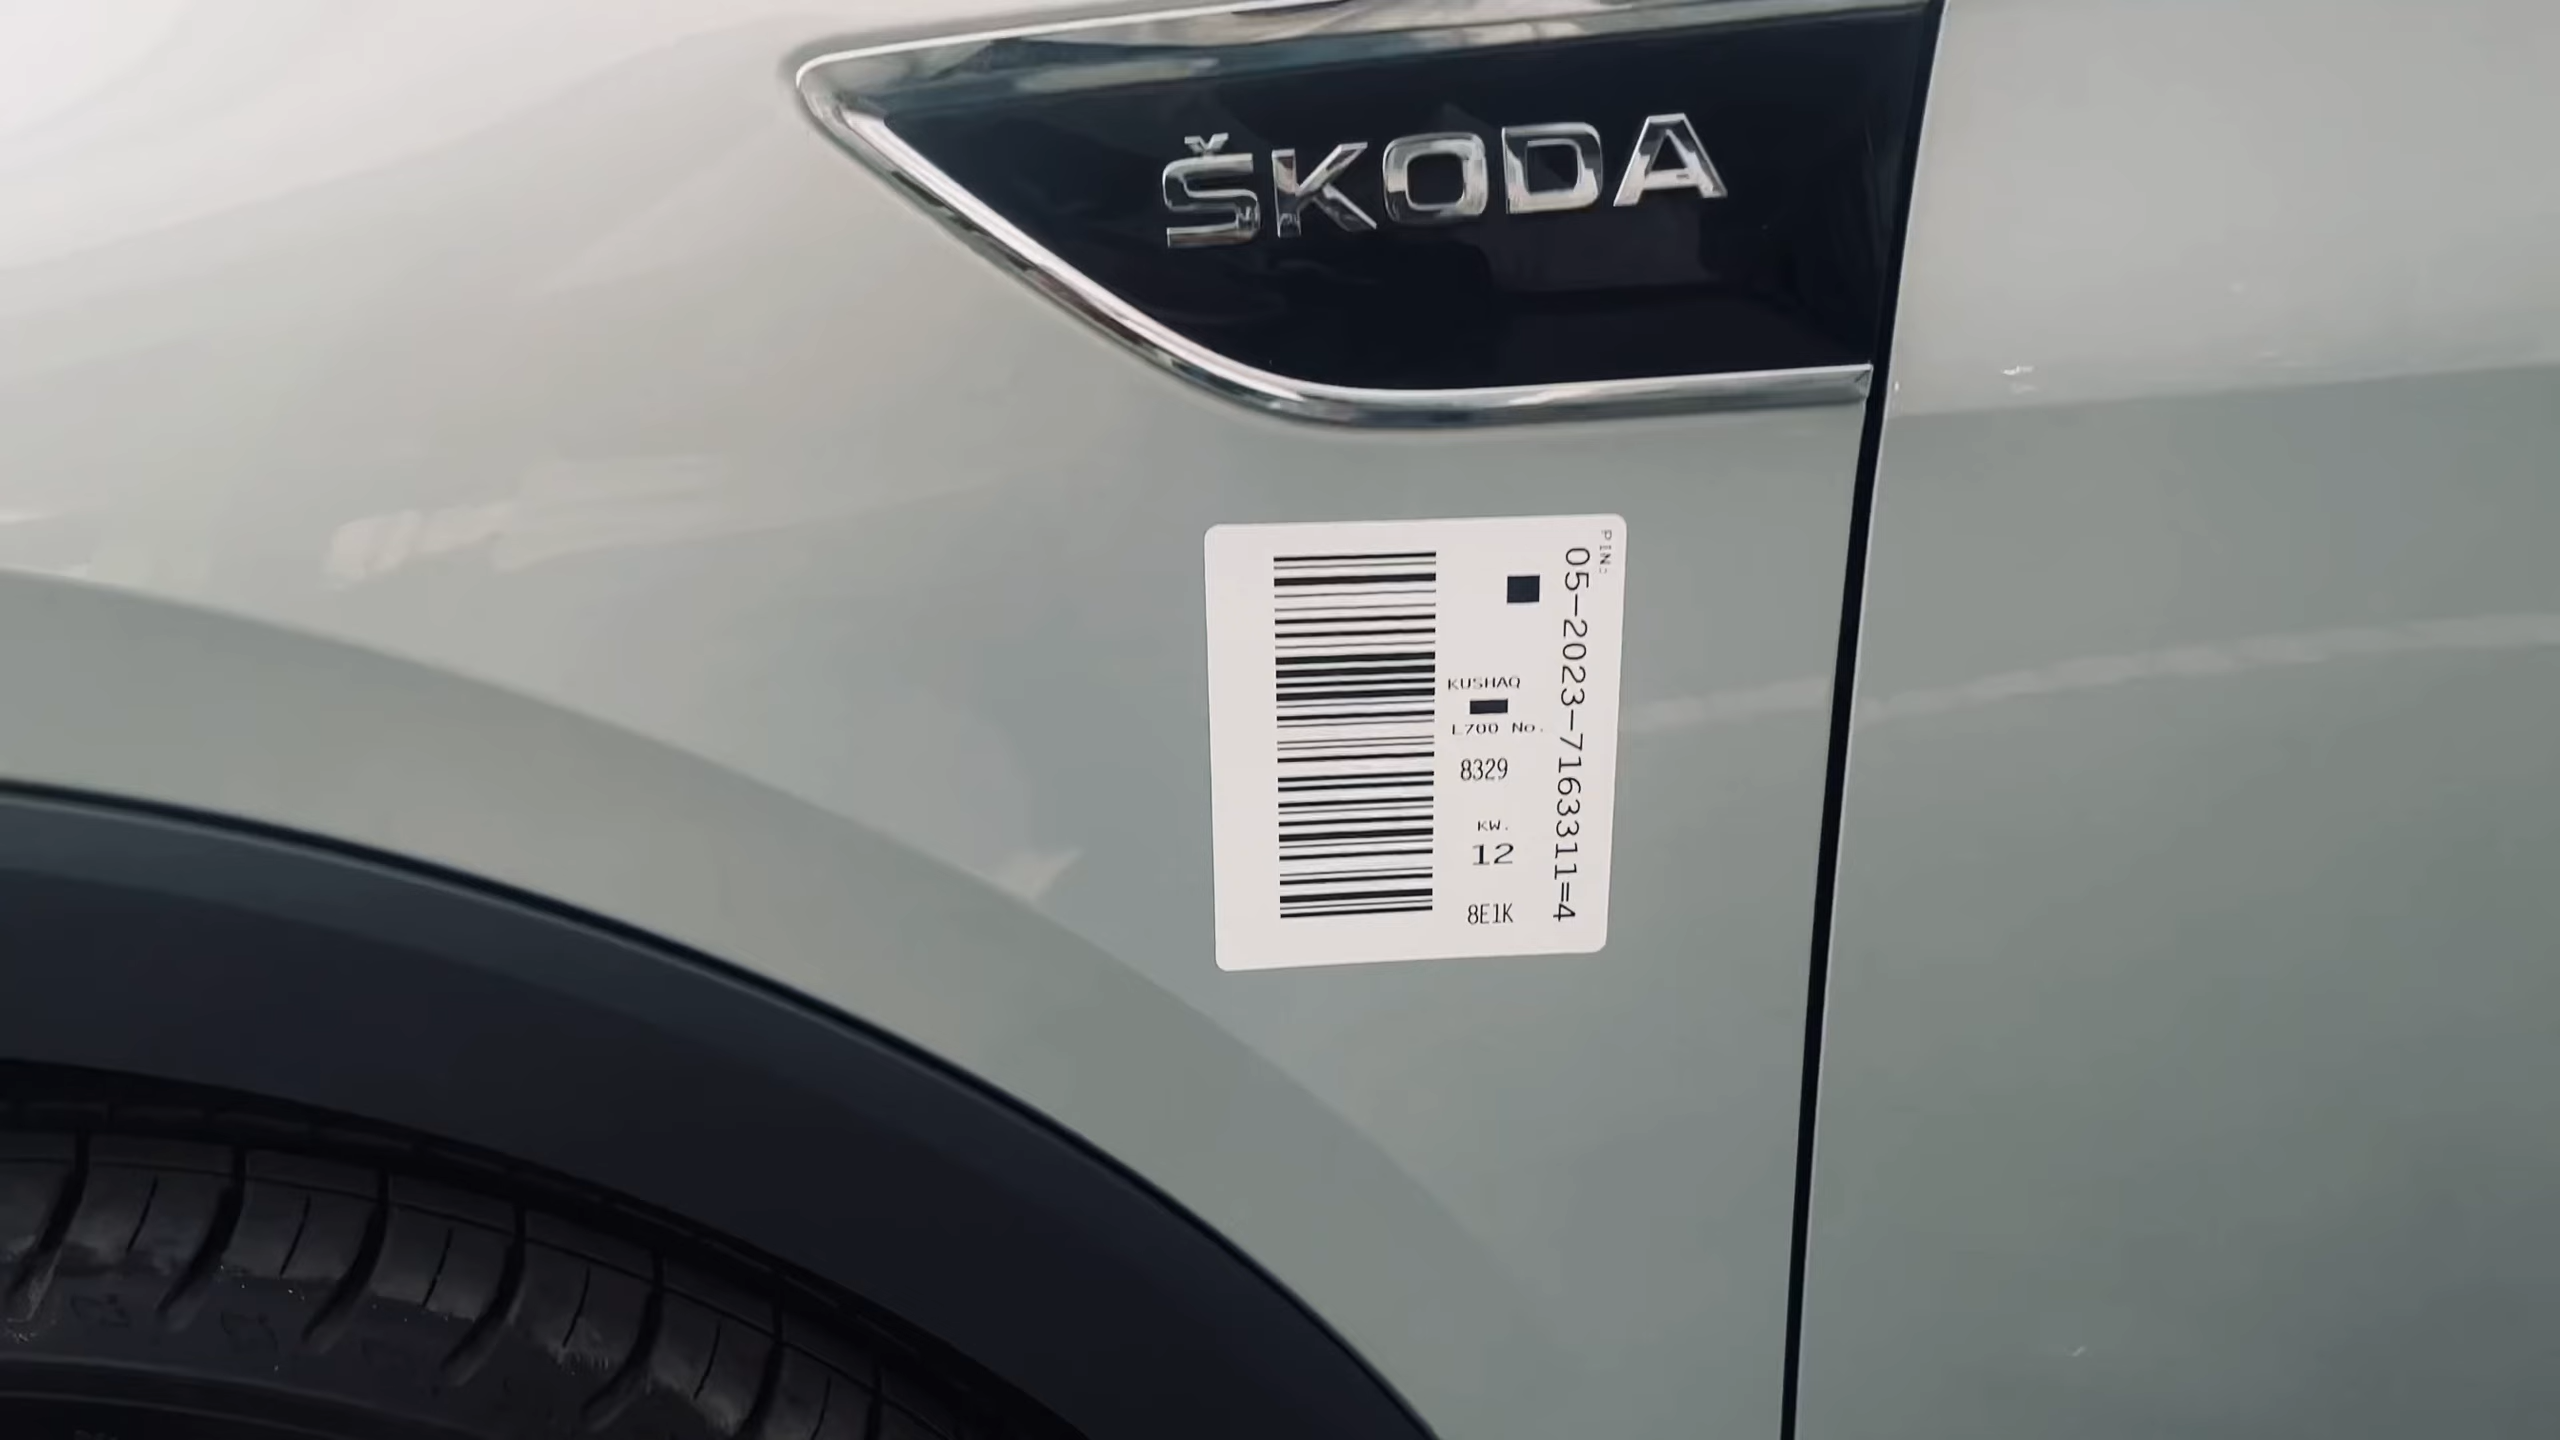 ŠKODA
PIN:
05-2023-7163311=4
KUSHAQ
L700 No.
8329
KW.
12
8E1K